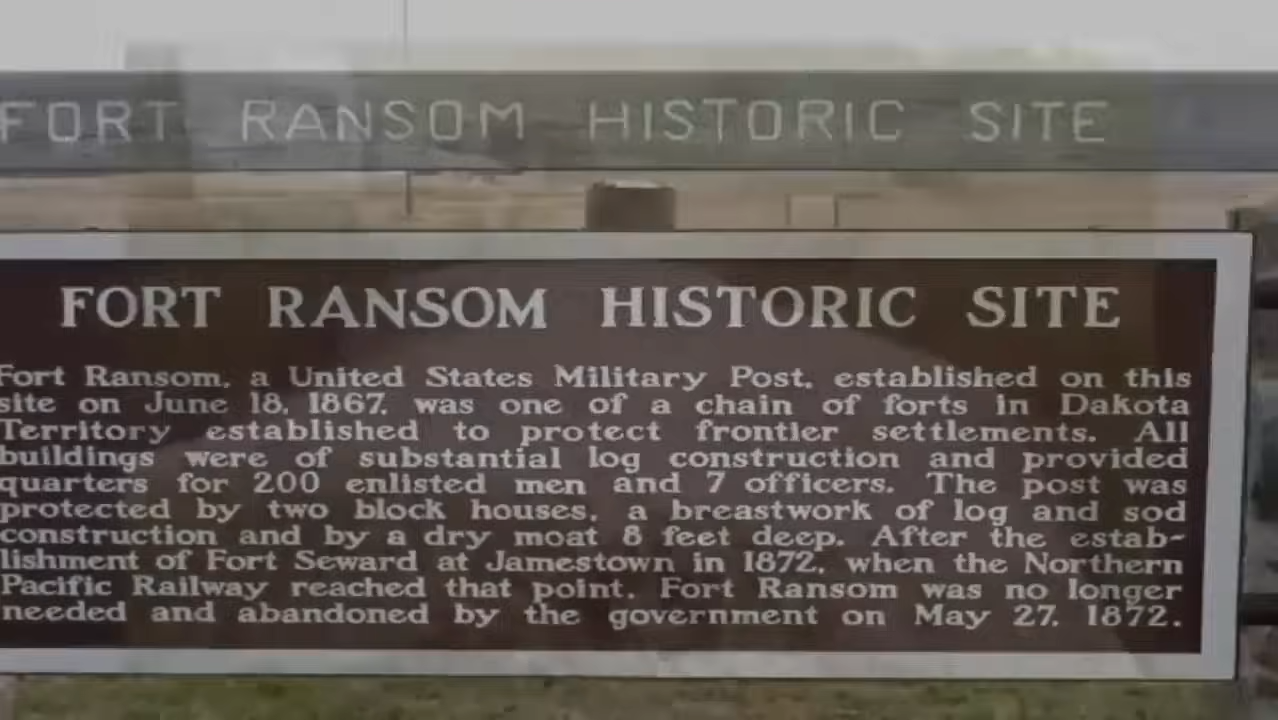 FORT RANSOM HISTORIC SITE
FORT RANSOM HISTORIC SITE
Fort Ransom, a United States Military Post, established on this
site on June 18, 1867, was one of a chain of forts in Dakota
Territory established to protect frontier settlements. All
buildings were of substantial log construction and provided
quarters for 200 enlisted men and 7 officers. The post was
protected by two block houses, a breastwork of log and sod
construction and by a dry moat 8 feet deep. After the estab-
lishment of Fort Seward at Jamestown in 1872, when the Northern
Pacific Railway reached that point, Fort Ransom was no longer
needed and abandoned by the government on May 27, 1872.